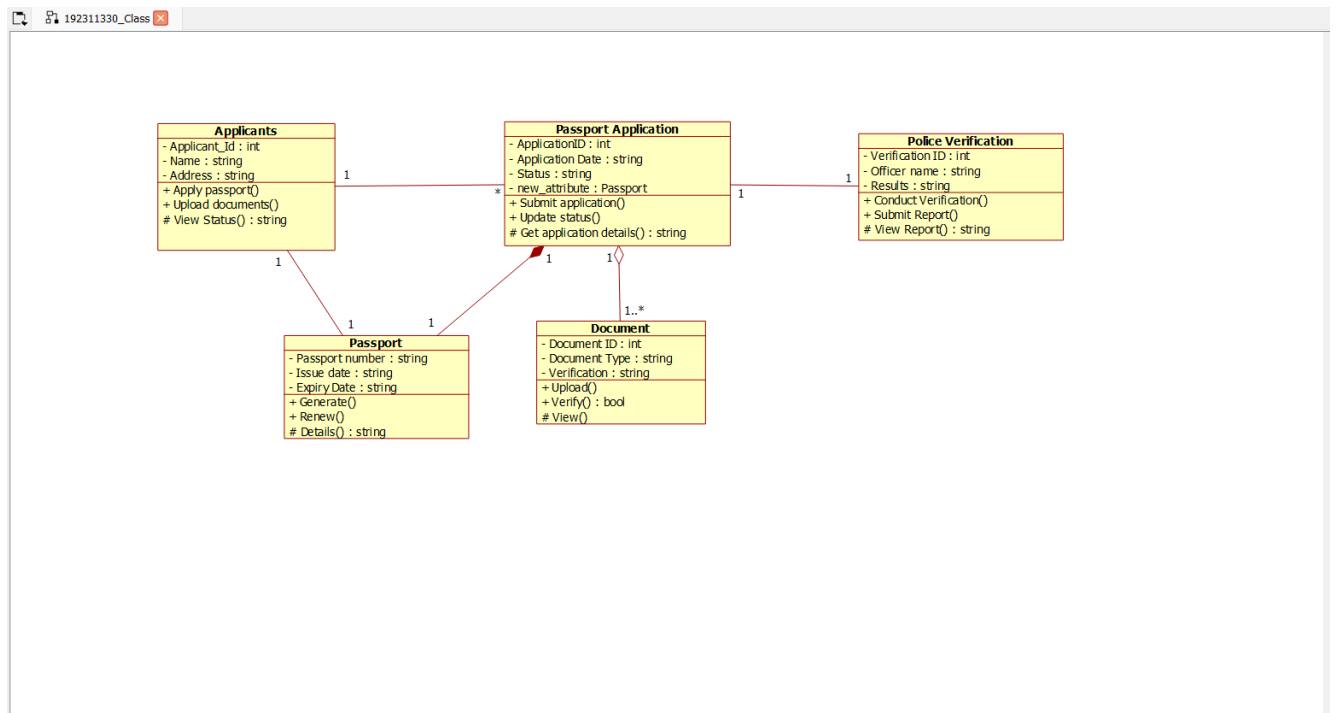 192311330_Class
Applicants
- Applicant_Id : int
- Name : string
- Address : string
+ Apply passport()
+ Upload documents()
# View Status() : string
1
*
Passport Application
- ApplicationID : int
- Application Date : string
- Status : string
- new_attribute : Passport
+ Submit application()
+ Update status()
# Get application details() : string
1
1
Police Verification
- Verification ID : int
- Officer name : string
- Results : string
+ Conduct Verification()
+ Submit Report()
# View Report() : string
1
1
1
1
1
1..*
Passport
- Passport number : string
- Issue date : string
- Expiry Date : string
+ Generate()
+ Renew()
# Details() : string
Document
- Document ID : int
- Document Type : string
- Verification : string
+ Upload()
+ Verify() : bool
# View()